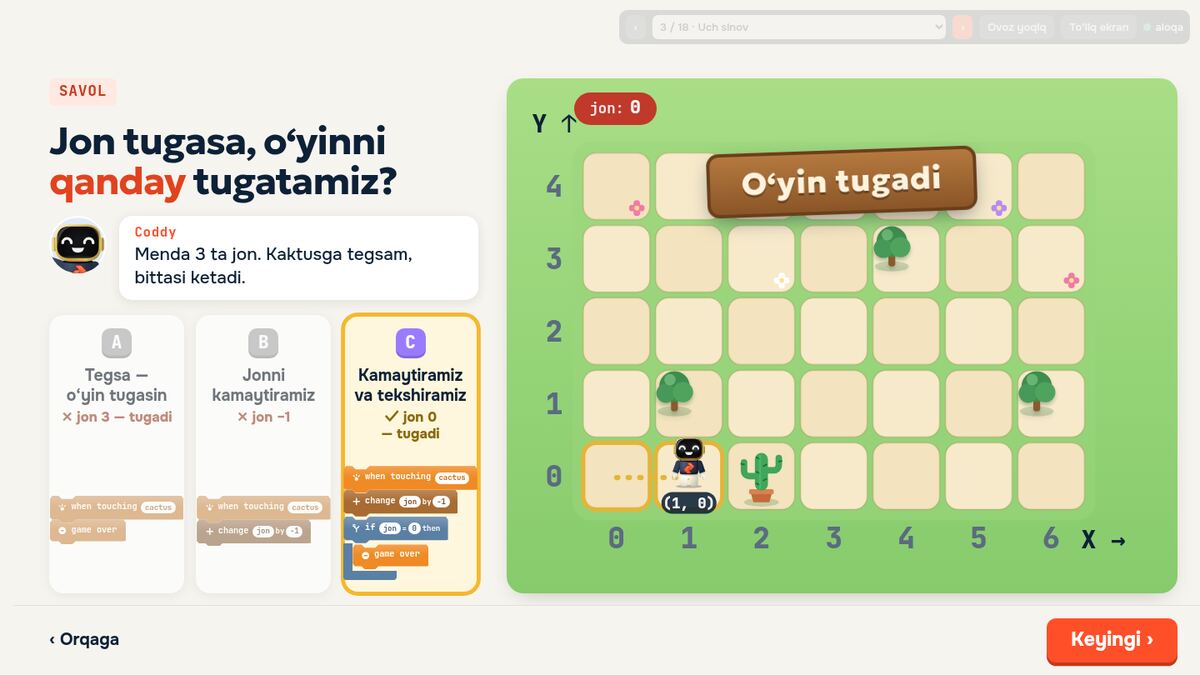 ‹ 3 / 18 · Uch sinov › Ovoz yoqiq To‘liq ekran aloqa
SAVOL
Jon tugasa, o‘yinni
qanday tugatamiz?
Coddy
Menda 3 ta jon. Kaktusga tegsam,
bittasi ketadi.
A
Tegsa —
o‘yin tugasin
✕ jon 3 — tugadi
when touching cactus
game over
B
Jonni
kamaytiramiz
✕ jon −1
when touching cactus
change jon by -1
C
Kamaytiramiz
va tekshiramiz
✓ jon 0
— tugadi
when touching cactus
change jon by -1
if jon = 0 then
game over
jon: 0
Y ↑
O‘yin tugadi
4
3
2
1
0
(1, 0)
0 1 2 3 4 5 6 X →
‹ Orqaga
Keyingi ›